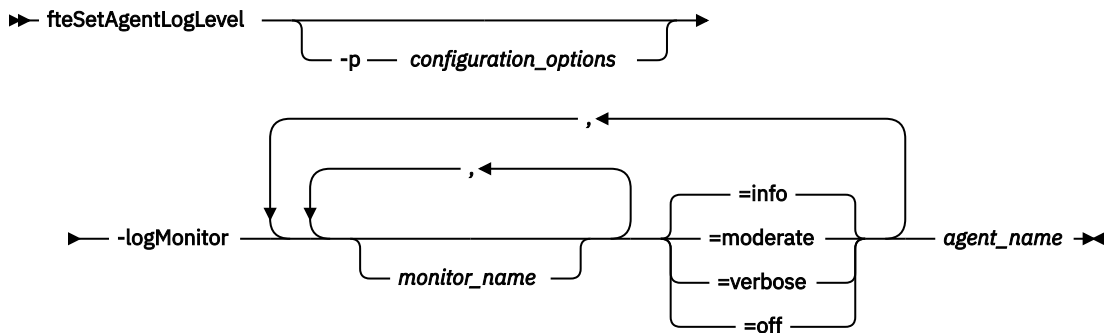 fteSetAgentLogLevel
-p configuration_options
,
,
=info
-logMonitor =moderate agent_name
monitor_name =verbose
=off